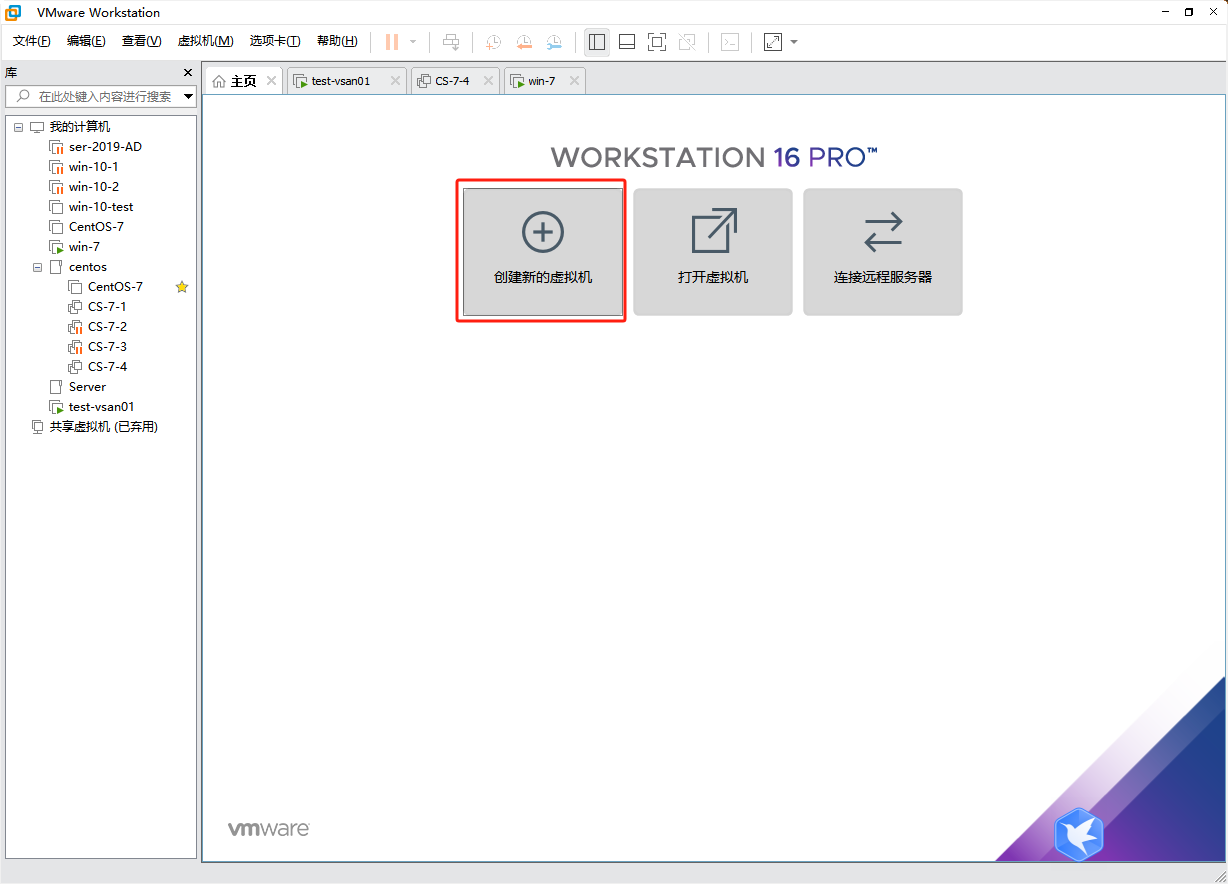 VMware Workstation
文件(F) 编辑(E) 查看(V) 虚拟机(M) 选项卡(T) 帮助(H)
库
在此处键入内容进行搜索
主页 test-vsan01 CS-7-4 win-7
我的计算机
ser-2019-AD
win-10-1
win-10-2
win-10-test
CentOS-7
win-7
centos
CentOS-7
CS-7-1
CS-7-2
CS-7-3
CS-7-4
Server
test-vsan01
共享虚拟机 (已弃用)
WORKSTATION 16 PRO™
创建新的虚拟机 打开虚拟机 连接远程服务器
vmware